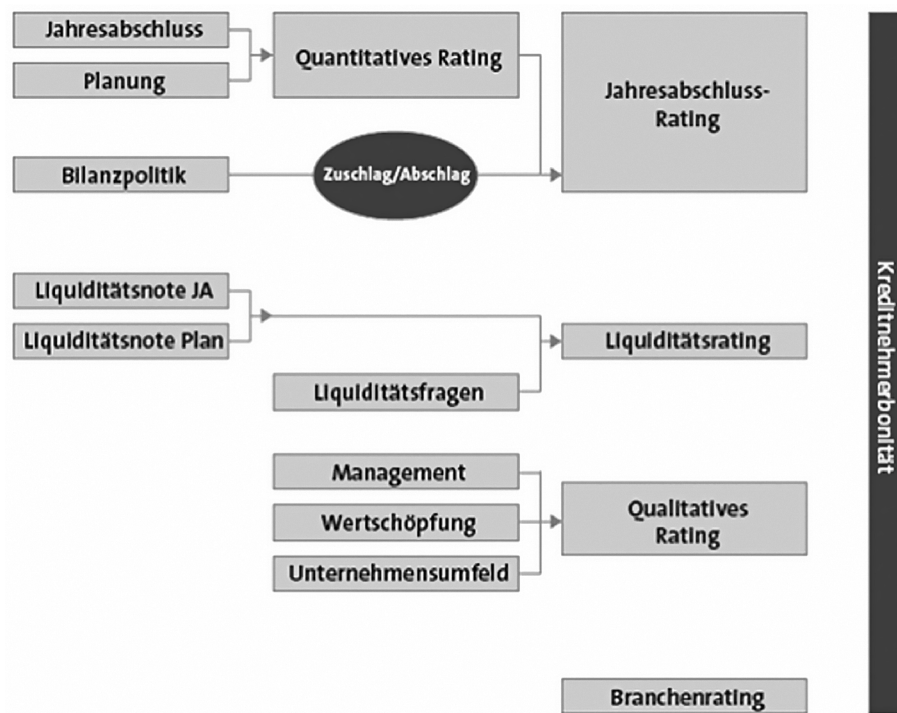 Jahresabschluss
Planung
Quantitatives Rating
Jahresabschluss-
Rating
Bilanzpolitik
Zuschlag/Abschlag
Liquiditätsnote JA
Liquiditätsnote Plan
Liquiditätsrating
Liquiditätsfragen
Management
Wertschöpfung
Unternehmensumfeld
Qualitatives
Rating
Branchenrating
Kreditnehmerbonität